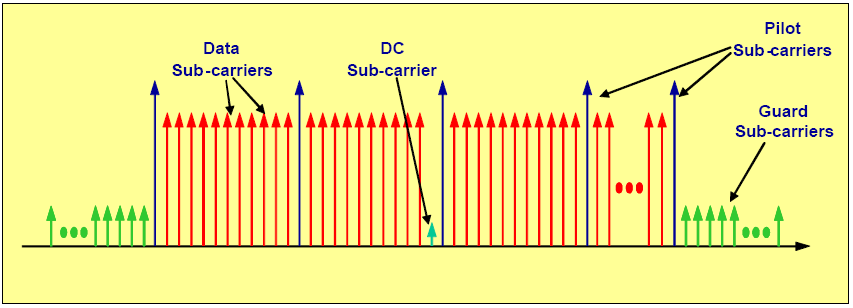 Data
Sub-carriers
DC
Sub-carrier
Pilot
Sub-carriers
Guard
Sub-carriers